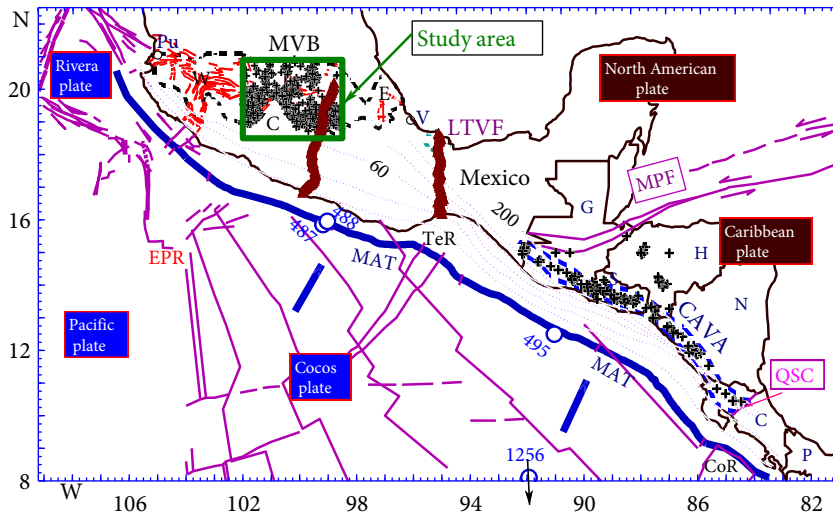 N
Pu
MVB
Study area
Rivera
plate
W
North American
plate
20
E
C
V
LTVF
60
Mexico
MPF
200
G
16
488
487
TeR
Caribbean
plate
H
EPR
MAT
N
CAVA
Pacific
plate
12
495
MAT
Cocos
plate
QSC
C
1256
CoR
P
8
W
106
102
98
94
90
86
82